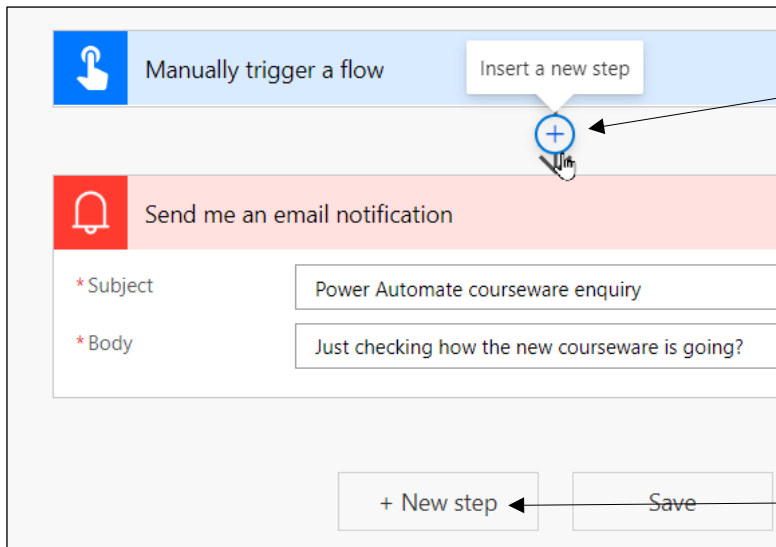 Manually trigger a flow
Insert a new step
Send me an email notification
* Subject
Power Automate courseware enquiry
* Body
Just checking how the new courseware is going?
+ New step
Save